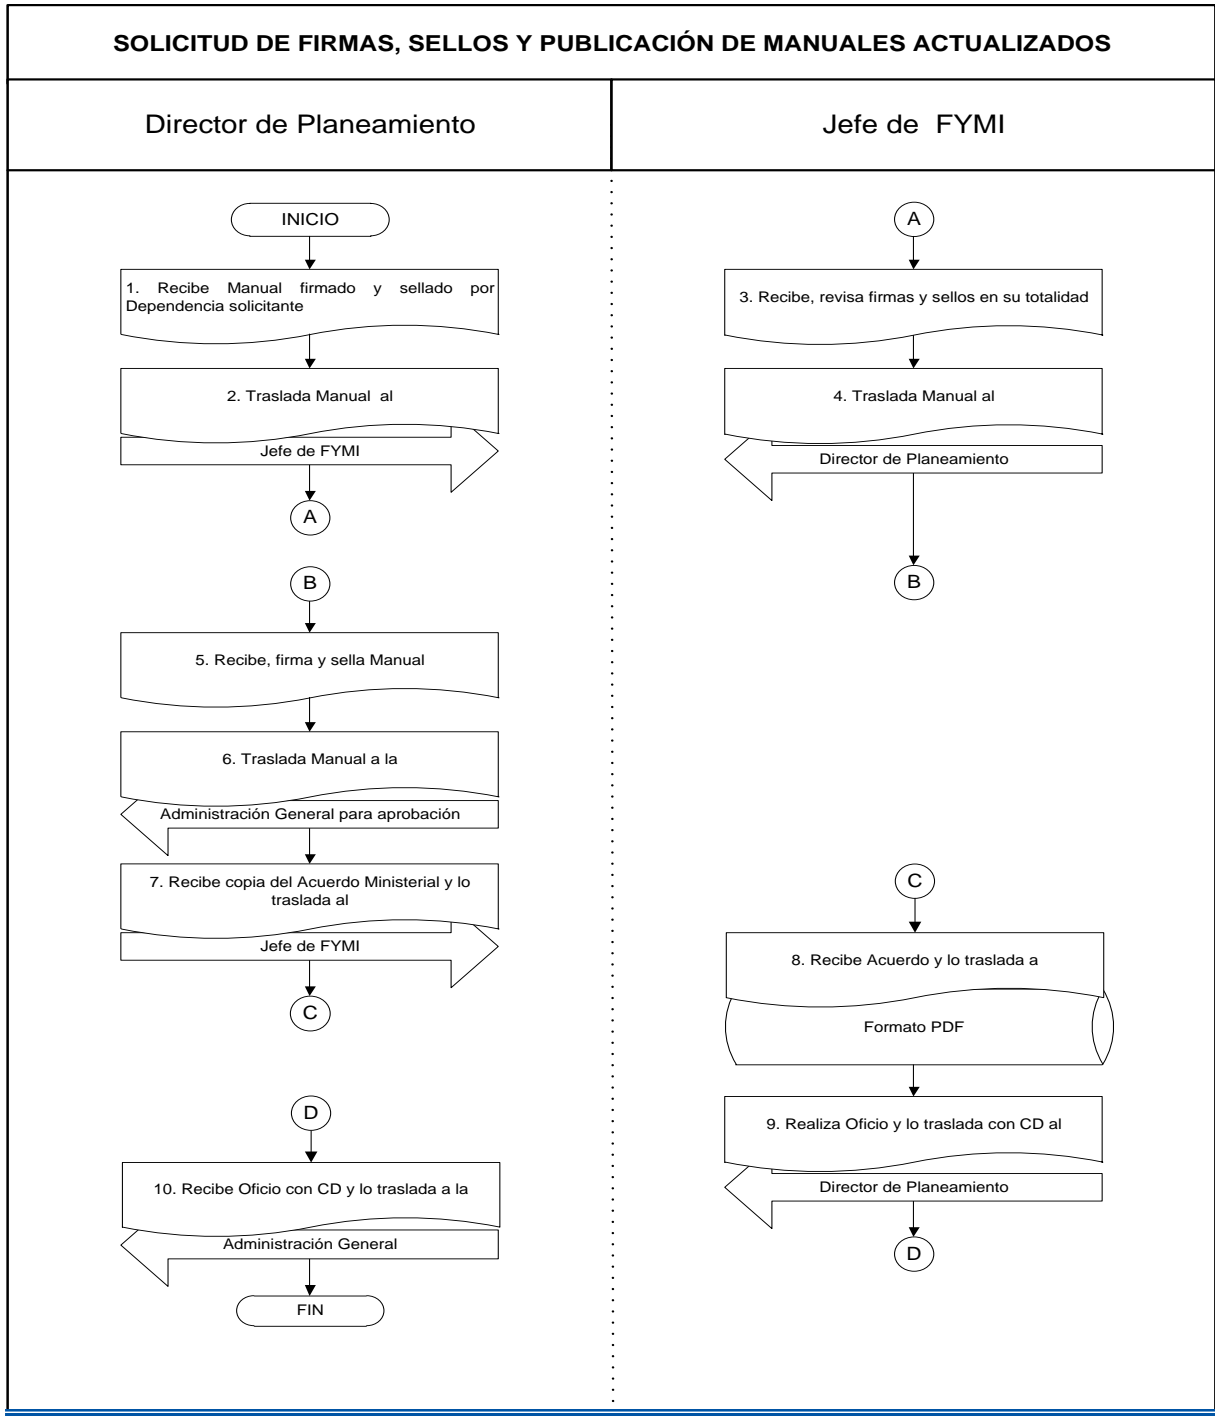 SOLICITUD DE FIRMAS, SELLOS Y PUBLICACIÓN DE MANUALES ACTUALIZADOS
Director de Planeamiento
Jefe de FYMI
INICIO
1. Recibe Manual firmado y sellado por
Dependencia solicitante
2. Traslada Manual al
Jefe de FYMI
A
B
5. Recibe, firma y sella Manual
6. Traslada Manual a la
Administración General para aprobación
7. Recibe copia del Acuerdo Ministerial y lo
traslada al
Jefe de FYMI
C
D
10. Recibe Oficio con CD y lo traslada a la
Administración General
FIN
A
3. Recibe, revisa firmas y sellos en su totalidad
4. Traslada Manual al
Director de Planeamiento
B
C
8. Recibe Acuerdo y lo traslada a
Formato PDF
9. Realiza Oficio y lo traslada con CD al
Director de Planeamiento
D